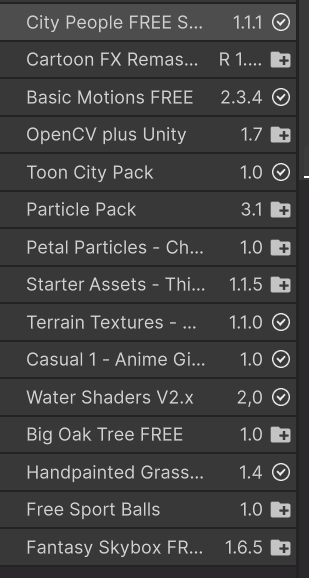 City People FREE S... 1.1.1
Cartoon FX Remas... R 1....
Basic Motions FREE 2.3.4
OpenCV plus Unity 1.7
Toon City Pack 1.0
Particle Pack 3.1
Petal Particles - Ch... 1.0
Starter Assets - Thi... 1.1.5
Terrain Textures - ... 1.1.0
Casual 1 - Anime Gi... 1.0
Water Shaders V2.x 2,0
Big Oak Tree FREE 1.0
Handpainted Grass... 1.4
Free Sport Balls 1.0
Fantasy Skybox FR... 1.6.5